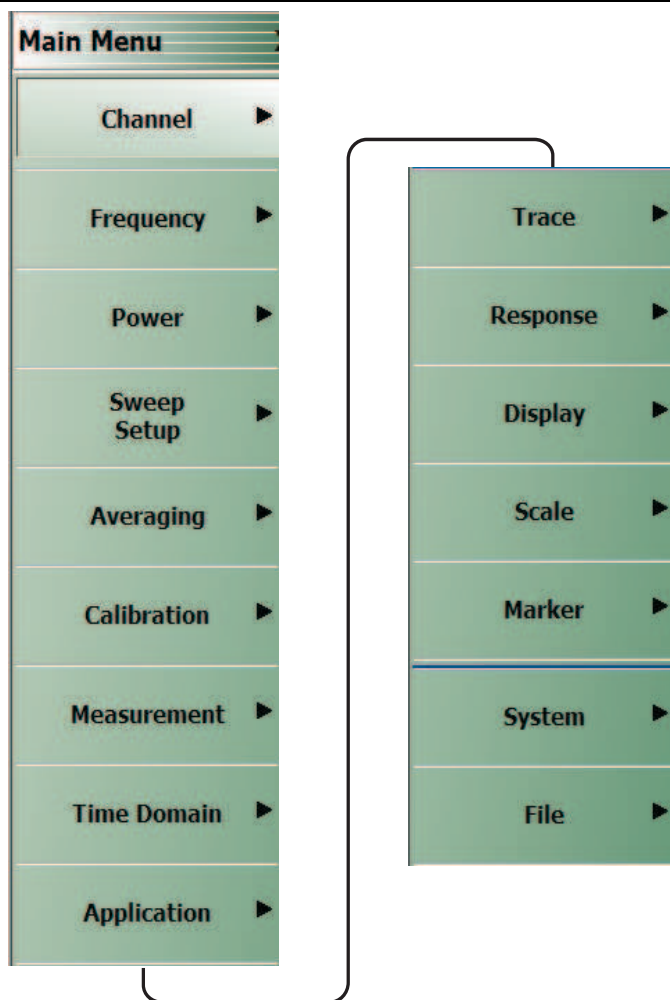 Main Menu
Channel
Frequency
Power
Sweep
Setup
Averaging
Calibration
Measurement
Time Domain
Application
Trace
Response
Display
Scale
Marker
System
File